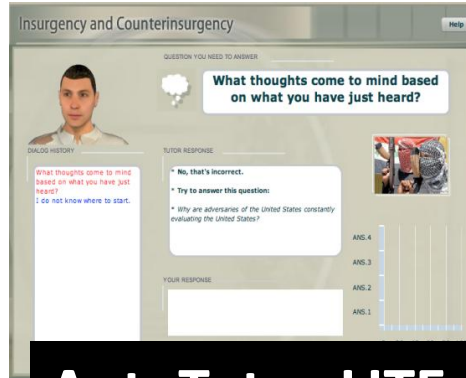 Insurgency and Counterinsurgency
Help
QUESTION YOU NEED TO ANSWER
What thoughts come to mind based
on what you have just heard?
DIALOG HISTORY
What thoughts come to mind
based on what you have just
heard?
I do not know where to start.
TUTOR RESPONSE
* No, that's incorrect.
* Try to answer this question:
* Why are adversaries of the United States constantly
evaluating the United States?
YOUR RESPONSE
ANS.4
ANS.3
ANS.2
ANS.1